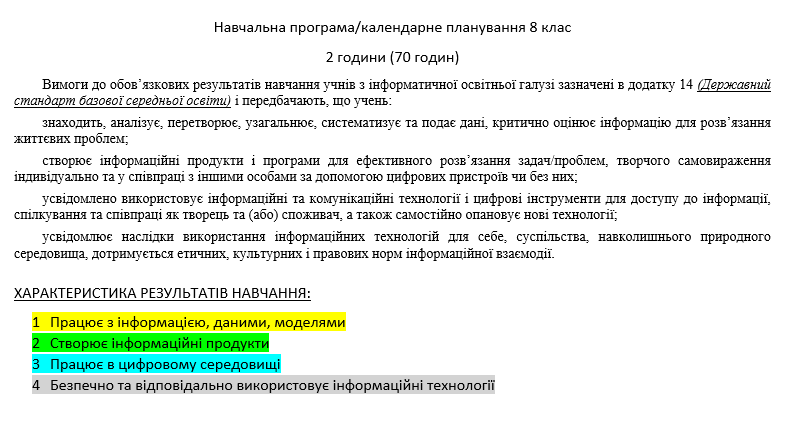 Навчальна програма/календарне планування 8 клас
2 години (70 годин)
Вимоги до обов’язкових результатів навчання учнів з інформатичної освітньої галузі зазначені в додатку 14 (Державний
стандарт базової середньої освіти) і передбачають, що учень:
знаходить, аналізує, перетворює, узагальнює, систематизує та подає дані, критично оцінює інформацію для розв’язання
життєвих проблем;
створює інформаційні продукти і програми для ефективного розв’язання задач/проблем, творчого самовираження
індивідуально та у співпраці з іншими особами за допомогою цифрових пристроїв чи без них;
усвідомлено використовує інформаційні та комунікаційні технології і цифрові інструменти для доступу до інформації,
спілкування та співпраці як творець та (або) споживач, а також самостійно опановує нові технології;
усвідомлює наслідки використання інформаційних технологій для себе, суспільства, навколишнього природного
середовища, дотримується етичних, культурних і правових норм інформаційної взаємодії.
ХАРАКТЕРИСТИКА РЕЗУЛЬТАТІВ НАВЧАННЯ:
1 Працює з інформацією, даними, моделями
2 Створює інформаційні продукти
3 Працює в цифровому середовищі
4 Безпечно та відповідально використовує інформаційні технології